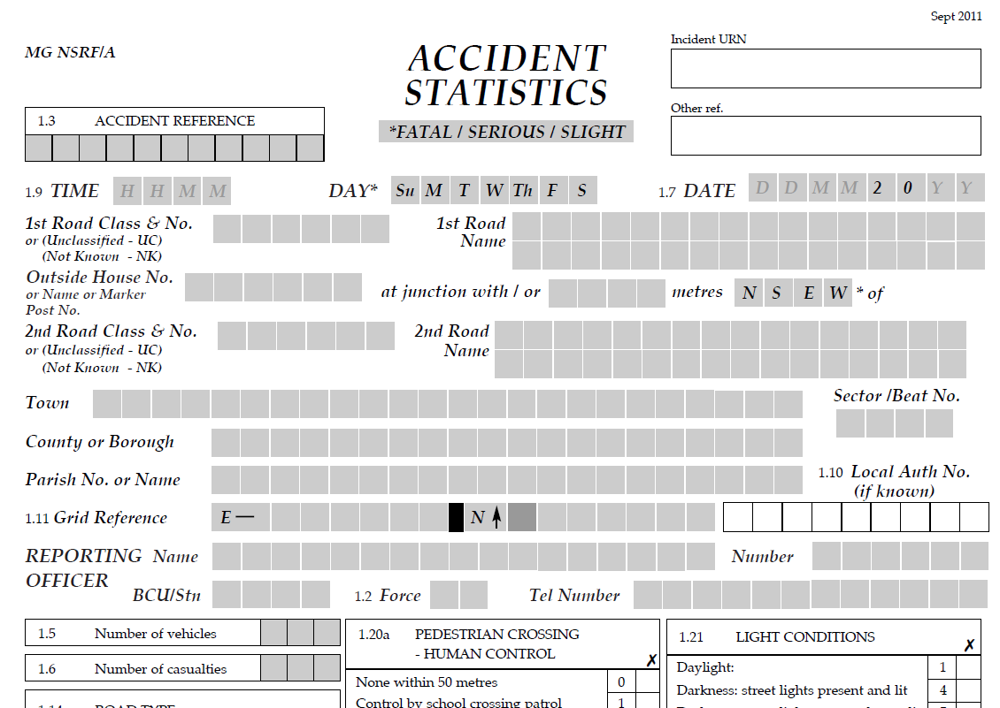 Sept 2011
MG NSRF/A
ACCIDENT
STATISTICS
*FATAL / SERIOUS / SLIGHT
Incident URN
Other ref.
1.3 ACCIDENT REFERENCE
1.9 TIME H H M M DAY* Su M T W Th F S 1.7 DATE D D M M 2 0 Y Y
1st Road Class & No.
or (Unclassified - UC)
(Not Known - NK)
1st Road
Name
Outside House No.
or Name or Marker
Post No.
at junction with / or metres N S E W * of
2nd Road Class & No.
or (Unclassified - UC)
(Not Known - NK)
2nd Road
Name
Town
Sector /Beat No.
County or Borough
Parish No. or Name
1.10 Local Auth No.
(if known)
1.11 Grid Reference E N
REPORTING Name Number
OFFICER
BCU/Stn 1.2 Force Tel Number
1.5 Number of vehicles
1.6 Number of casualties
1.20a PEDESTRIAN CROSSING
- HUMAN CONTROL ✗
None within 50 metres 0
Control by school crossing patrol 1
1.21 LIGHT CONDITIONS ✗
Daylight: 1
Darkness: street lights present and lit 4